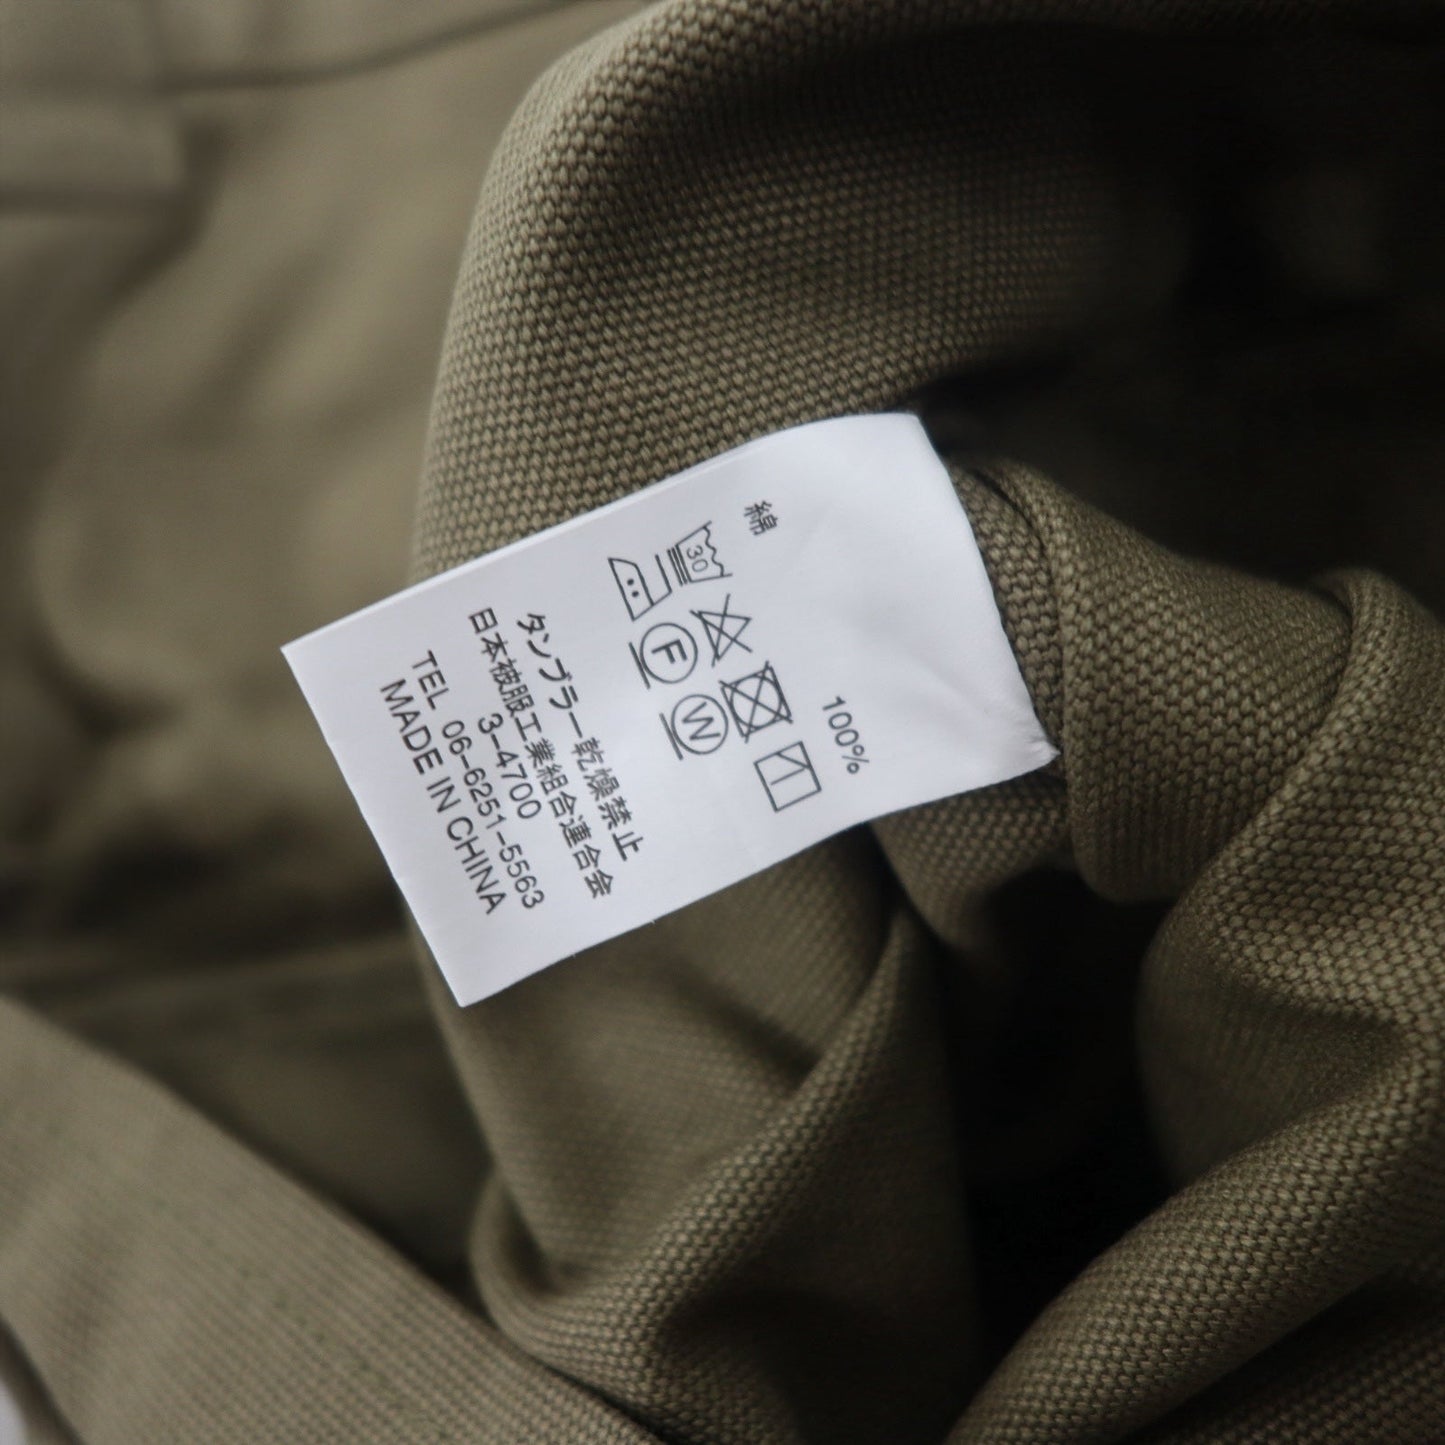 綿 100%
30
F W
タンブラー乾燥禁止
日本被服工業組合連合会
3-4700
TEL 06-6251-5563
MADE IN CHINA